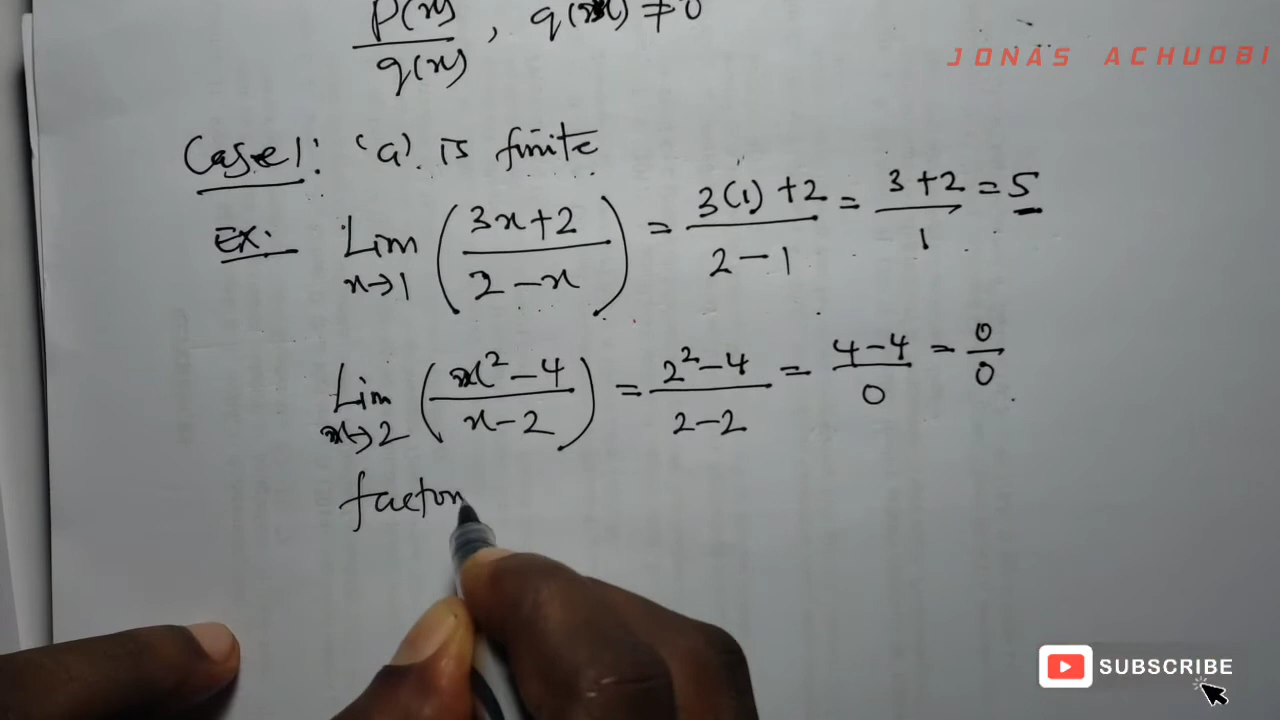 P(x)/q(x), q(x) ≠ 0
JONAS ACHUOBI
Case 1: 'a' is finite
Ex: Lim x→1 ((3x+2)/(2-x)) = (3(1)+2)/(2-1) = (3+2)/1 = 5
Lim x→2 ((x²-4)/(x-2)) = (2²-4)/(2-2) = (4-4)/0 = 0/0
factor
SUBSCRIBE